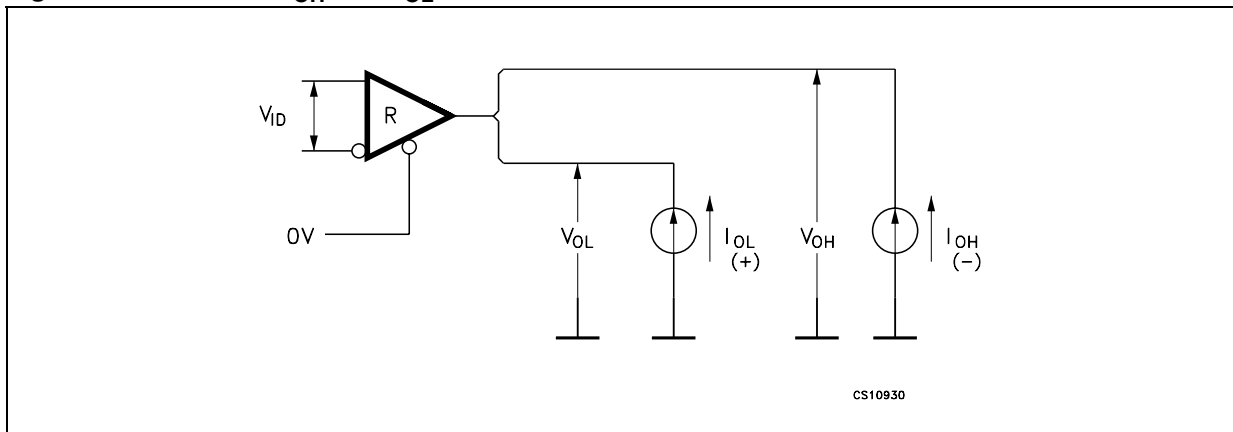 V_ID
R
0V
V_OL
I_OL
(+)
V_OH
I_OH
(-)
CS10930